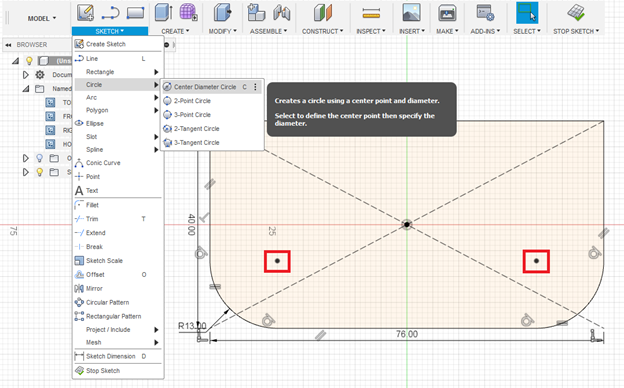 MODEL
SKETCH
CREATE
MODIFY
ASSEMBLE
CONSTRUCT
INSPECT
INSERT
MAKE
ADD-INS
SELECT
STOP SKETCH
BROWSER
Create Sketch
Line L
Rectangle
Circle
Arc
Polygon
Ellipse
Slot
Spline
Conic Curve
Point
Text
Fillet
Trim T
Extend
Break
Sketch Scale
Offset O
Mirror
Circular Pattern
Rectangular Pattern
Project / Include
Mesh
Sketch Dimension D
Stop Sketch
Center Diameter Circle C
2-Point Circle
3-Point Circle
2-Tangent Circle
3-Tangent Circle
Creates a circle using a center point and diameter.
Select to define the center point then specify the
diameter.
(Uns
Docum
Named
TO
FRO
RIG
HO
O
S
75
40.00
25
R13.00
76.00